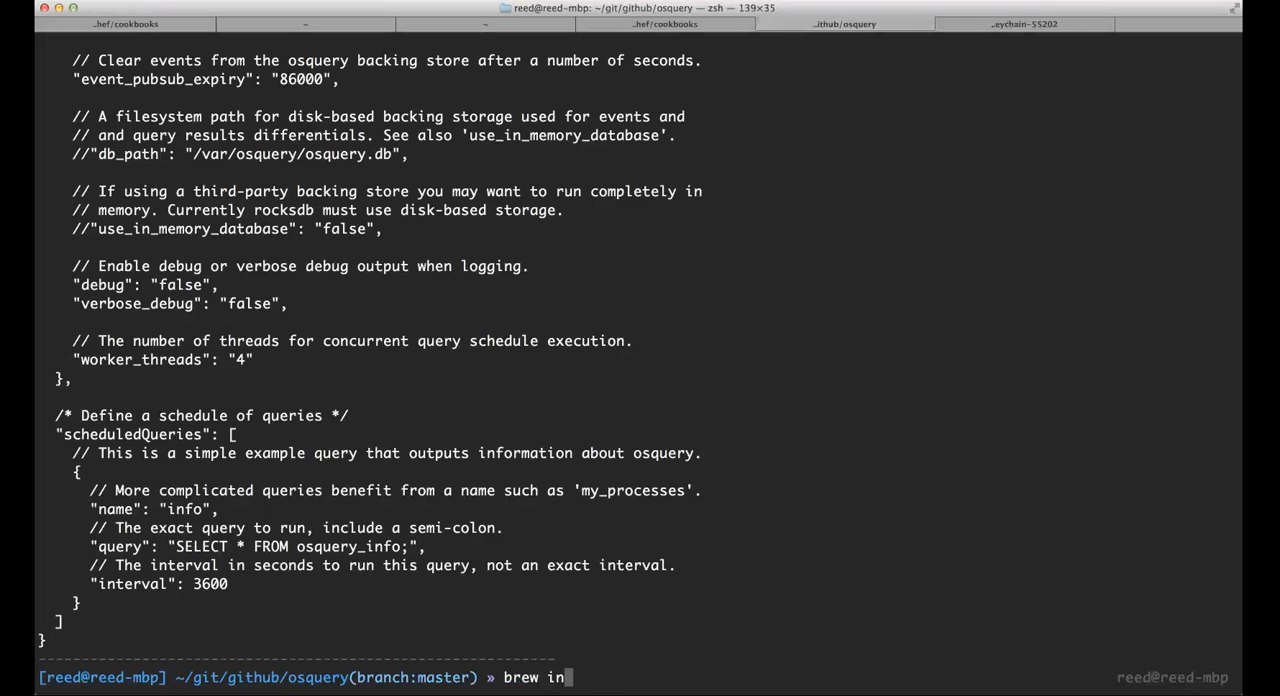 reed@reed-mbp: ~/git/github/osquery — zsh — 139×35
..hef/cookbooks
~
~
..hef/cookbooks
..ithub/osquery
..eychain-55202
// Clear events from the osquery backing store after a number of seconds.
"event_pubsub_expiry": "86000",
// A filesystem path for disk-based backing storage used for events and
// and query results differentials. See also 'use_in_memory_database'.
//"db_path": "/var/osquery/osquery.db",
// If using a third-party backing store you may want to run completely in
// memory. Currently rocksdb must use disk-based storage.
//"use_in_memory_database": "false",
// Enable debug or verbose debug output when logging.
"debug": "false",
"verbose_debug": "false",
// The number of threads for concurrent query schedule execution.
"worker_threads": "4"
},
/* Define a schedule of queries */
"scheduledQueries": [
// This is a simple example query that outputs information about osquery.
{
// More complicated queries benefit from a name such as 'my_processes'.
"name": "info",
// The exact query to run, include a semi-colon.
"query": "SELECT * FROM osquery_info;",
// The interval in seconds to run this query, not an exact interval.
"interval": 3600
}
]
}
------------------------------------------------------------
[reed@reed-mbp] ~/git/github/osquery(branch:master) » brew in
reed@reed-mbp